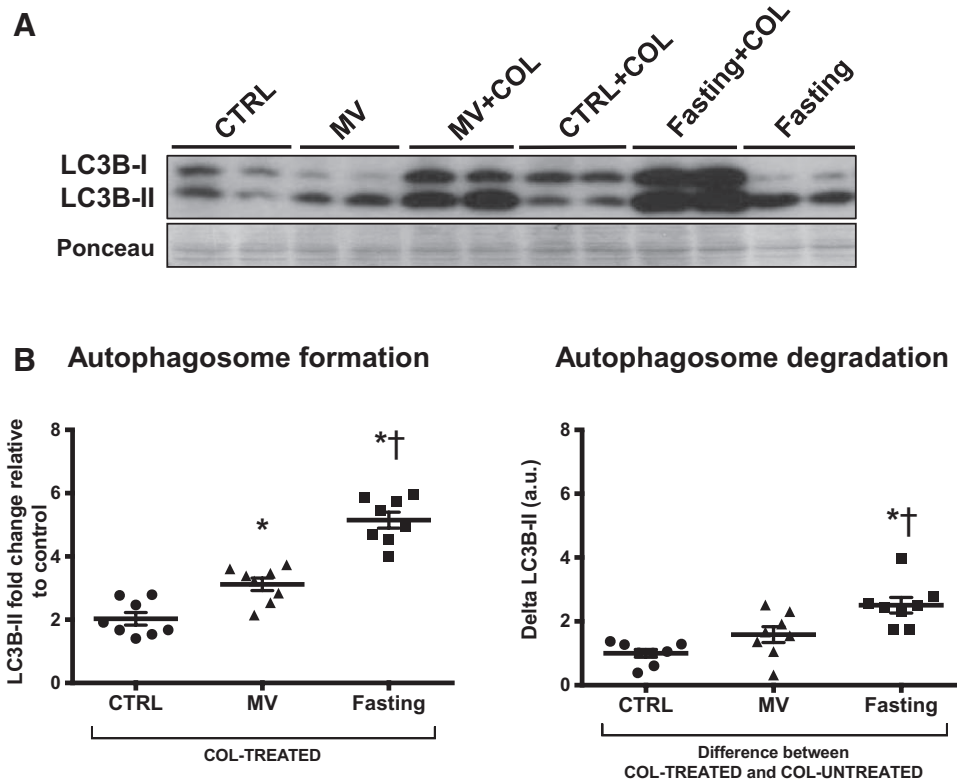 A
CTRL
MV
MV+COL
CTRL+COL
Fasting+COL
Fasting
LC3B-I
LC3B-II
Ponceau
B
Autophagosome formation
LC3B-II fold change relative
to control
8
6
4
2
0
*
*†
CTRL
MV
Fasting
COL-TREATED
Autophagosome degradation
Delta LC3B-II (a.u.)
8
6
4
2
0
*†
CTRL
MV
Fasting
Difference between
COL-TREATED and COL-UNTREATED